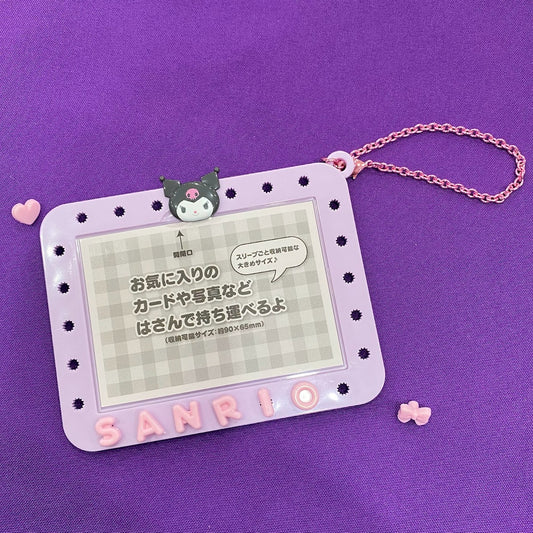 開閉口
スリーブごと収納可能な
大きめサイズ♪
お気に入りの
カードや写真など
はさんで持ち運べるよ
(収納可能サイズ：約90×65mm)
SANRIO